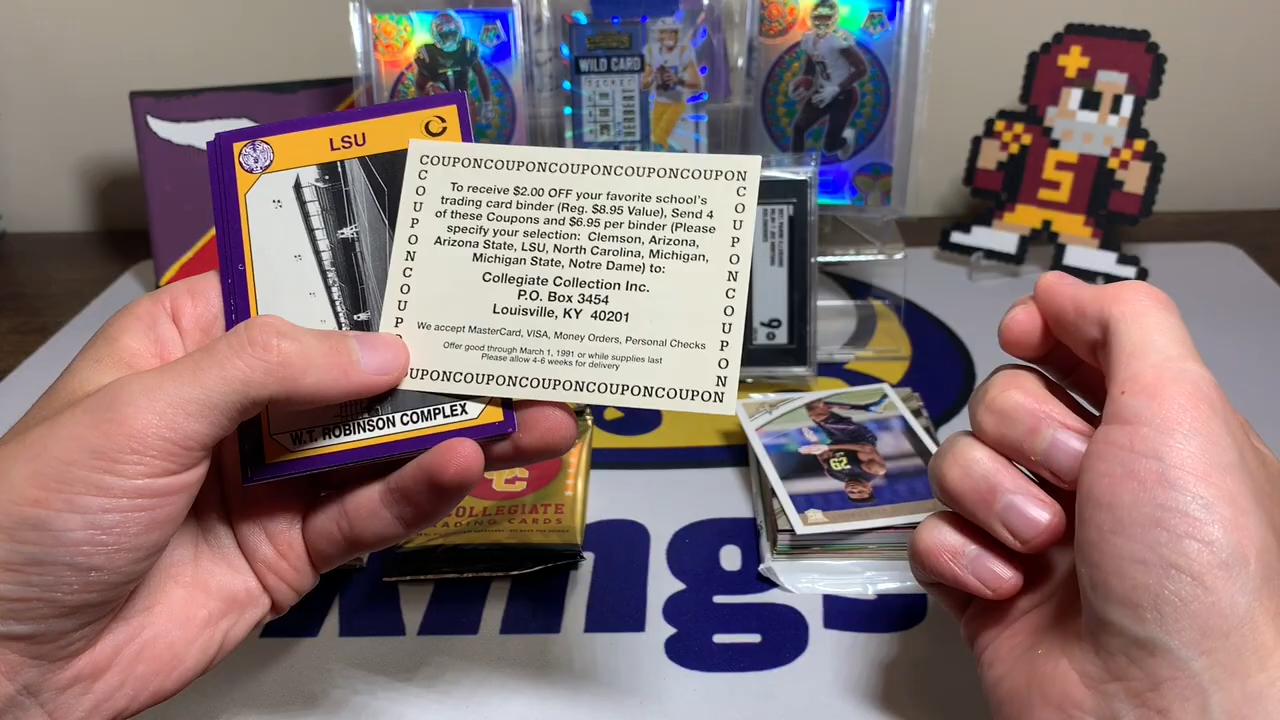 WILD CARD
LSU
COUPONCOUPONCOUPONCOUPONCOUPON
To receive $2.00 OFF your favorite school's
trading card binder (Reg. $8.95 Value), Send 4
of these Coupons and $6.95 per binder (Please
specify your selection: Clemson, Arizona,
Arizona State, LSU, North Carolina, Michigan,
Michigan State, Notre Dame) to:
Collegiate Collection Inc.
P.O. Box 3454
Louisville, KY 40201
We accept MasterCard, VISA, Money Orders, Personal Checks
Offer good through March 1, 1991 or while supplies last
Please allow 4-6 weeks for delivery
UPONCOUPONCOUPONCOUPONCOUPON
COUPONCOUP
COUPONCOUPON
W.T. ROBINSON COMPLEX
COLLEGIATE
TRADING CARDS
5
9
82
ings